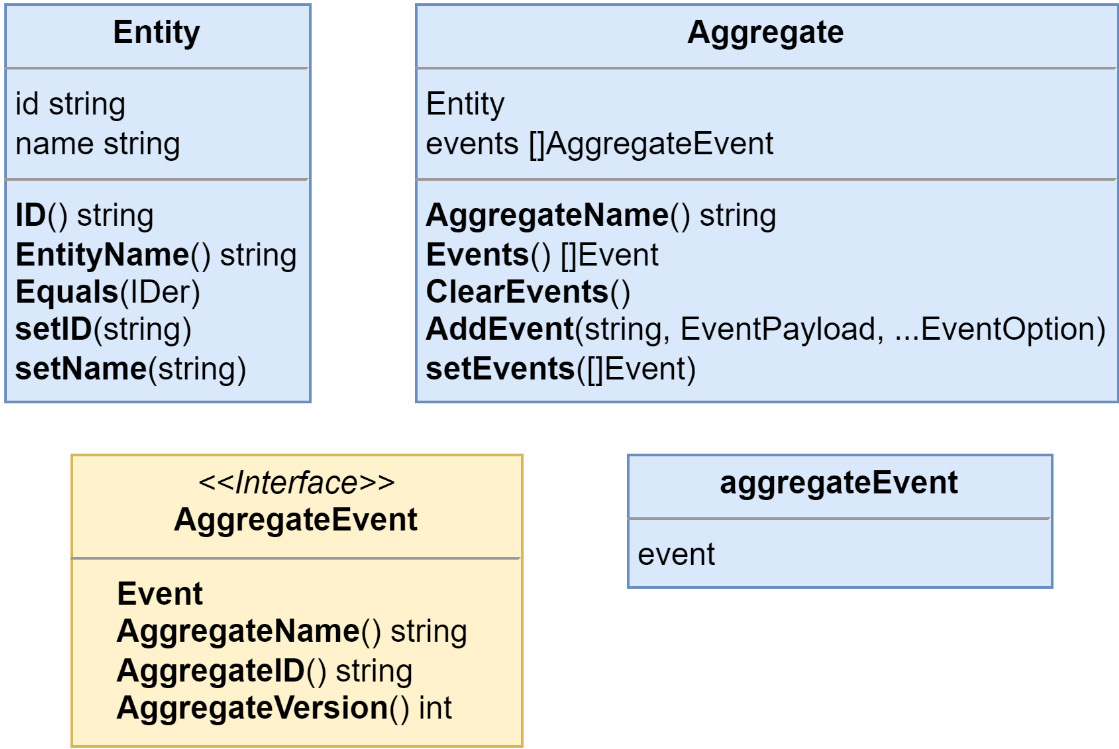 Entity
id string
name string
ID() string
EntityName() string
Equals(IDer)
setID(string)
setName(string)
Aggregate
Entity
events []AggregateEvent
AggregateName() string
Events() []Event
ClearEvents()
AddEvent(string, EventPayload, ...EventOption)
setEvents([]Event)
<<Interface>>
AggregateEvent
Event
AggregateName() string
AggregateID() string
AggregateVersion() int
aggregateEvent
event